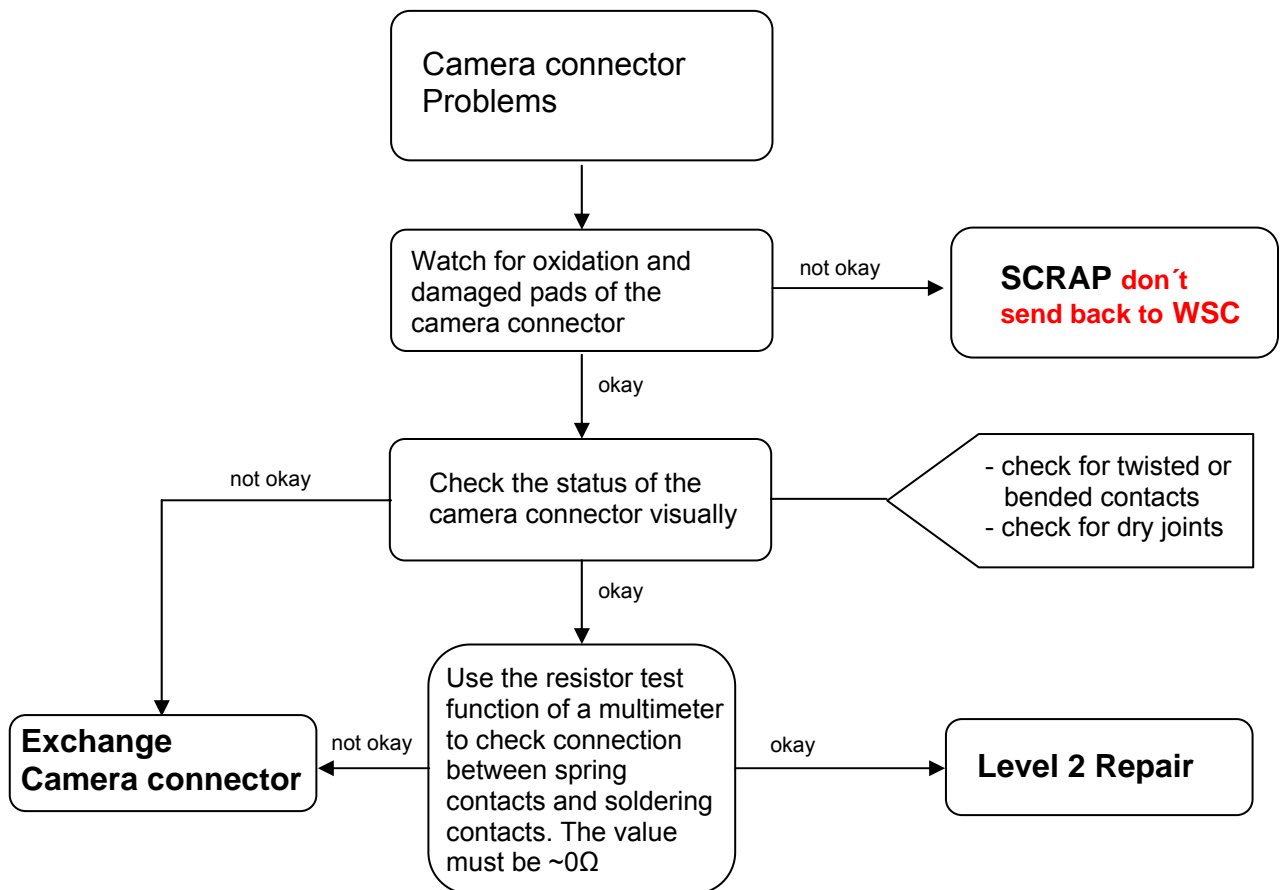 Camera connector
Problems
Watch for oxidation and
damaged pads of the
camera connector
not okay
SCRAP don´t
send back to WSC
okay
not okay
Check the status of the
camera connector visually
- check for twisted or
bended contacts
- check for dry joints
okay
Use the resistor test
function of a multimeter
to check connection
between spring
contacts and soldering
contacts. The value
must be ~0Ω
not okay
Exchange
Camera connector
okay
Level 2 Repair